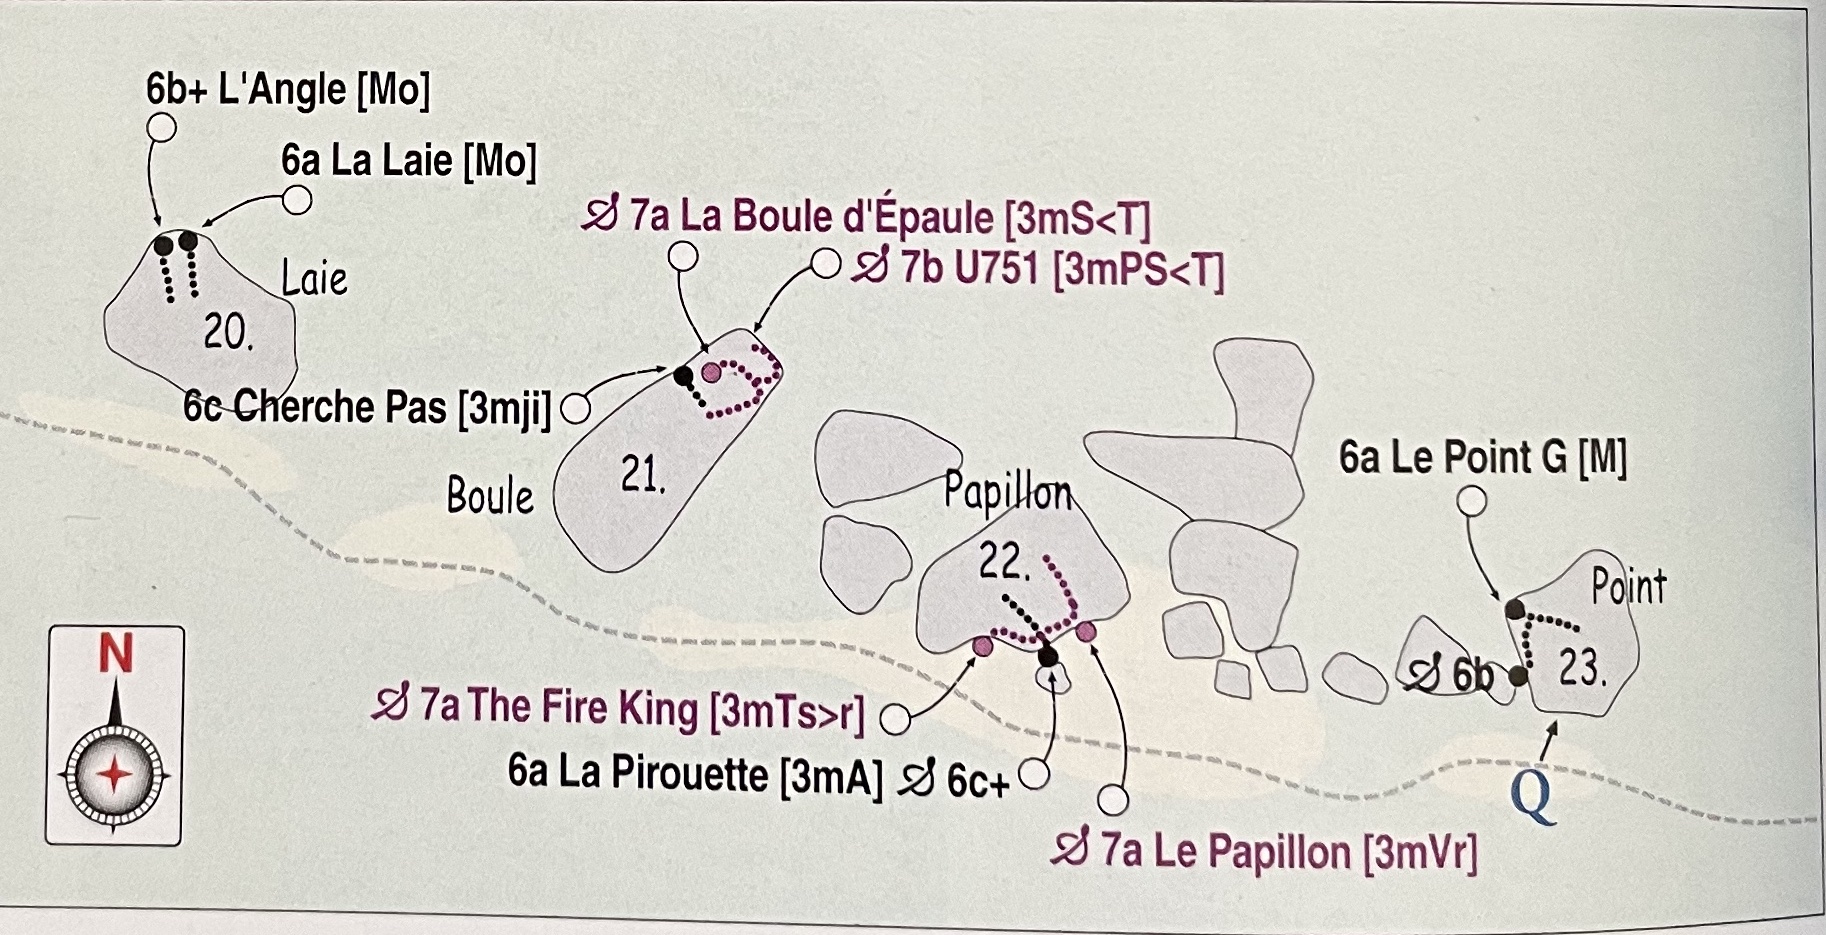 6b+ L'Angle [Mo]
6a La Laie [Mo]
Laie
20.
7a La Boule d'Épaule [3mS<T]
7b U751 [3mPS<T]
6c Cherche Pas [3mji]
Boule
21.
Papillon
22.
6a Le Point G [M]
Point
6b
23.
N
7a The Fire King [3mTs>r]
6a La Pirouette [3mA] 6c+
7a Le Papillon [3mVr]
Q